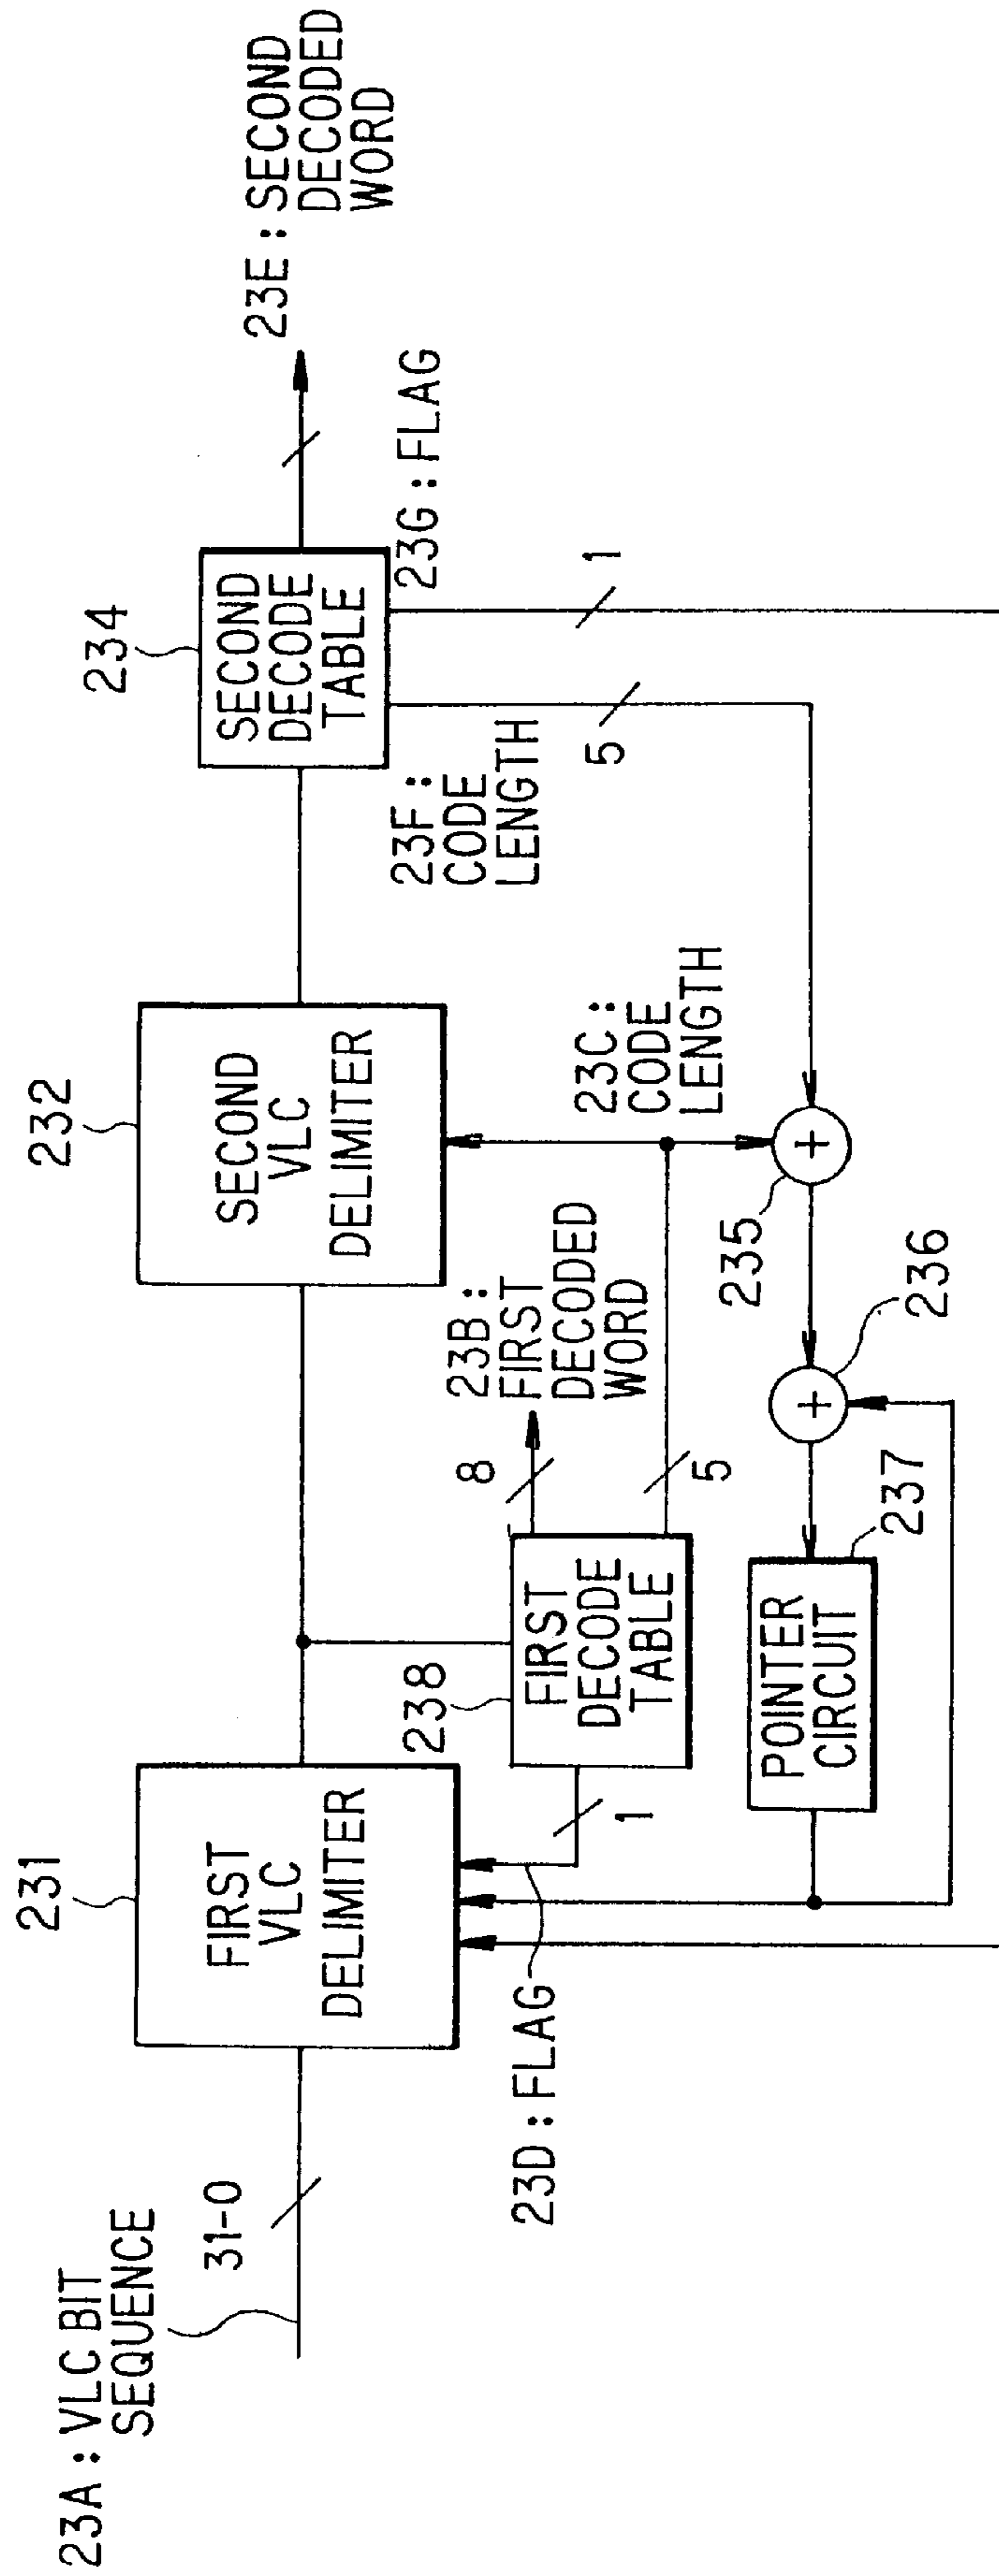 23A : VLC BIT
SEQUENCE
31-0
231
FIRST
VLC
DELIMITER
23D : FLAG
1
238
FIRST
DECODE
TABLE
8
23B :
FIRST
DECODED
WORD
5
232
SECOND
VLC
DELIMITER
23C :
CODE
LENGTH
234
SECOND
DECODE
TABLE
23E : SECOND
DECODED
WORD
23F :
CODE
LENGTH
5
23G : FLAG
1
+
235
+
236
237
POINTER
CIRCUIT